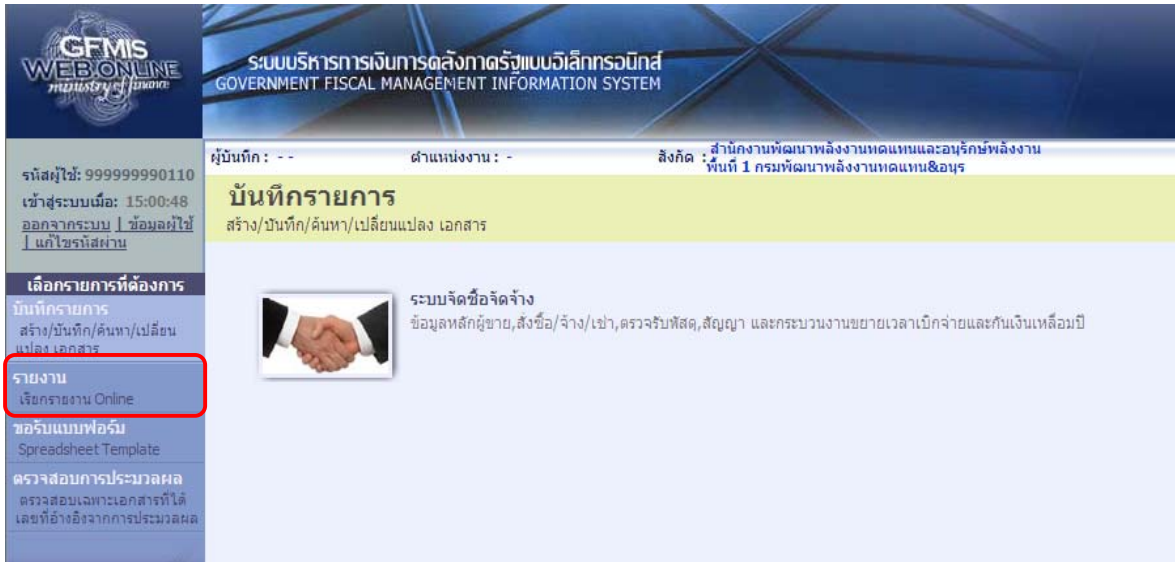 GFMIS
WEB ONLINE
ministry of finance
ระบบบริหารการเงินการคลังภาครัฐแบบอิเล็กทรอนิกส์
GOVERNMENT FISCAL MANAGEMENT INFORMATION SYSTEM
ผู้บันทึก : - - ตำแหน่งงาน : - สังกัด : สำนักงานพัฒนาพลังงานทดแทนและอนุรักษ์พลังงาน
พื้นที่ 1 กรมพัฒนาพลังงานทดแทน&อนุร
รหัสผู้ใช้: 999999990110
เข้าสู่ระบบเมื่อ: 15:00:48
ออกจากระบบ | ข้อมูลผู้ใช้
| แก้ไขรหัสผ่าน
บันทึกรายการ
สร้าง/บันทึก/ค้นหา/เปลี่ยนแปลง เอกสาร
เลือกรายการที่ต้องการ
บันทึกรายการ
สร้าง/บันทึก/ค้นหา/เปลี่ยน
แปลง เอกสาร
รายงาน
เรียกรายงาน Online
ขอรับแบบฟอร์ม
Spreadsheet Template
ตรวจสอบการประมวลผล
ตรวจสอบเฉพาะเอกสารที่ได้
เลขที่อ้างอิงจากการประมวลผล
ระบบจัดซื้อจัดจ้าง
ข้อมูลหลักผู้ขาย,สั่งซื้อ/จ้าง/เช่า,ตรวจรับพัสดุ,สัญญา และกระบวนงานขยายเวลาเบิกจ่ายและกันเงินเหลื่อมปี